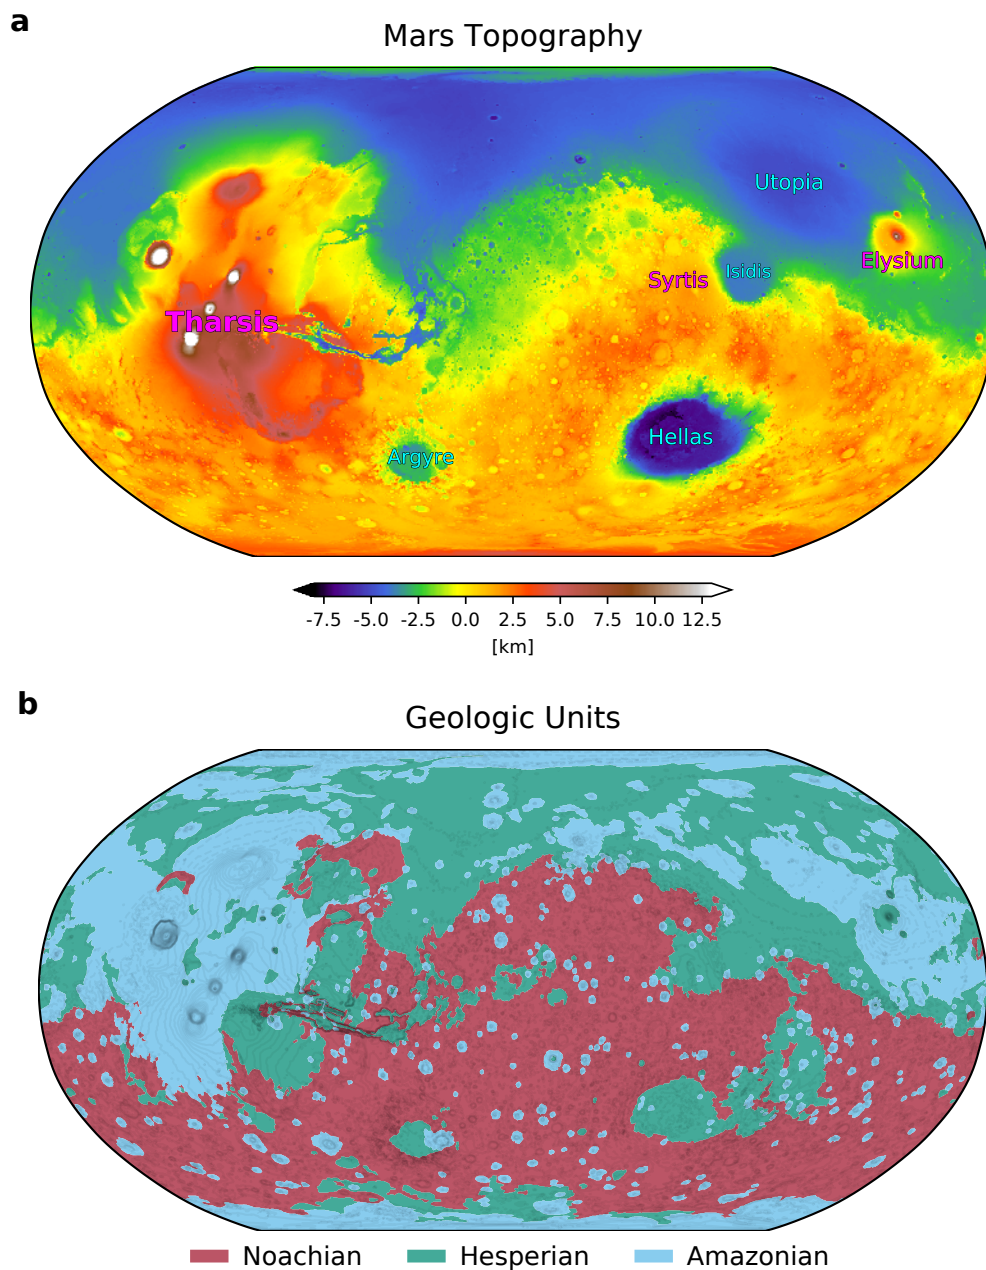 a
Mars Topography
Utopia
Elysium
Isidis
Syrtis
Tharsis
Hellas
Argyre
-7.5 -5.0 -2.5 0.0 2.5 5.0 7.5 10.0 12.5
[km]
b
Geologic Units
Noachian Hesperian Amazonian